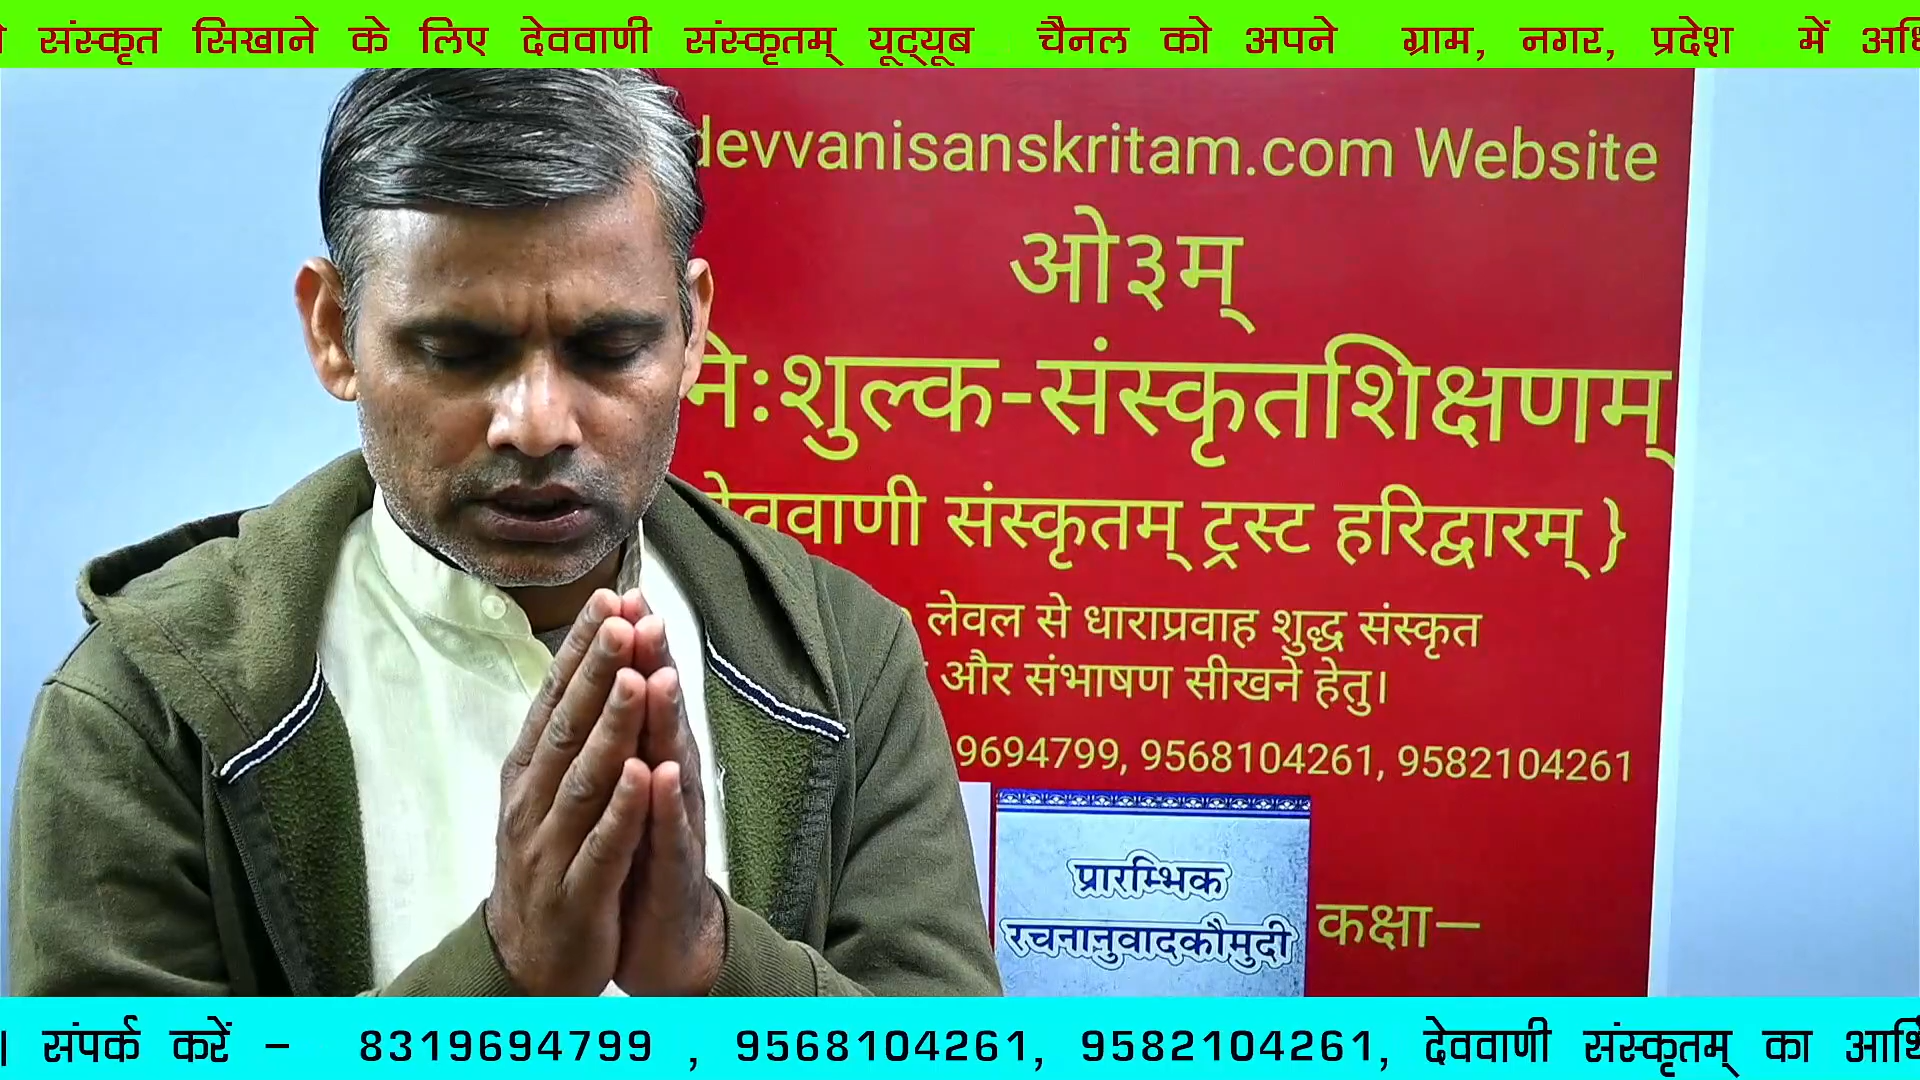 संस्कृत सिखाने के लिए देववाणी संस्कृतम् यूट्यूब चैनल को अपने ग्राम, नगर, प्रदेश में
devvanisanskritam.com Website
ओ३म्
निःशुल्क-संस्कृतशिक्षणम्
देववाणी संस्कृतम् ट्रस्ट हरिद्वारम् }
लेवल से धाराप्रवाह शुद्ध संस्कृत
और संभाषण सीखने हेतु।
9694799, 9568104261, 9582104261
प्रारम्भिक
रचनानुवादकौमुदी
कक्षा—
। संपर्क करें - 8319694799 , 9568104261, 9582104261, देववाणी संस्कृतम् का